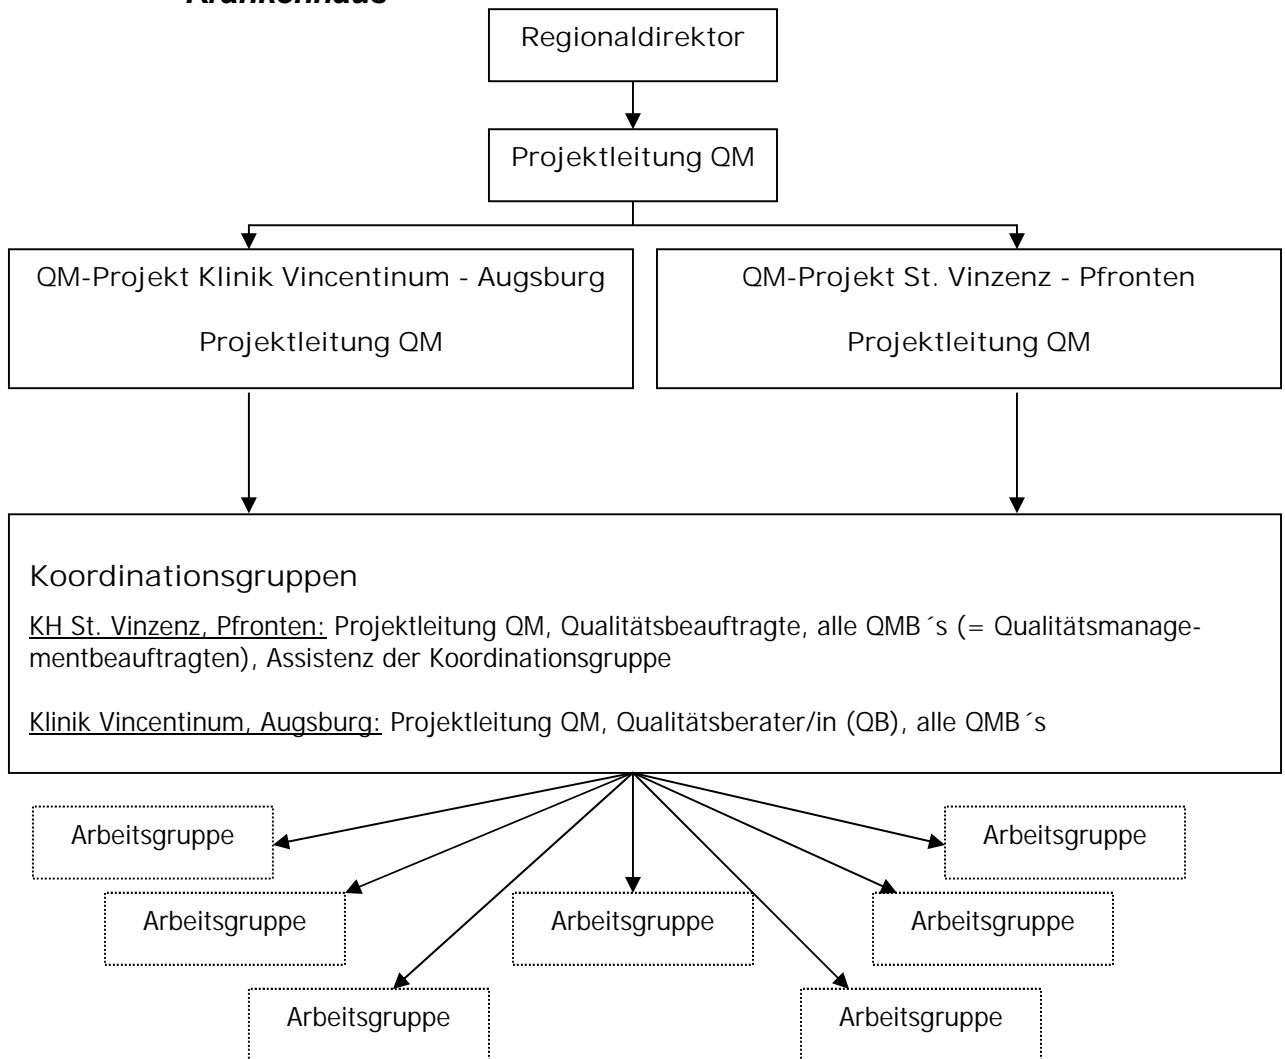 Krankenhaus
Regionaldirektor
Projektleitung QM
QM-Projekt Klinik Vincentinum - Augsburg
Projektleitung QM
QM-Projekt St. Vinzenz - Pfronten
Projektleitung QM
Koordinationsgruppen
KH St. Vinzenz, Pfronten: Projektleitung QM, Qualitätsbeauftragte, alle QMB´s (= Qualitätsmanage-
mentbeauftragten), Assistenz der Koordinationsgruppe
Klinik Vincentinum, Augsburg: Projektleitung QM, Qualitätsberater/in (QB), alle QMB´s
Arbeitsgruppe
Arbeitsgruppe
Arbeitsgruppe
Arbeitsgruppe
Arbeitsgruppe
Arbeitsgruppe
Arbeitsgruppe